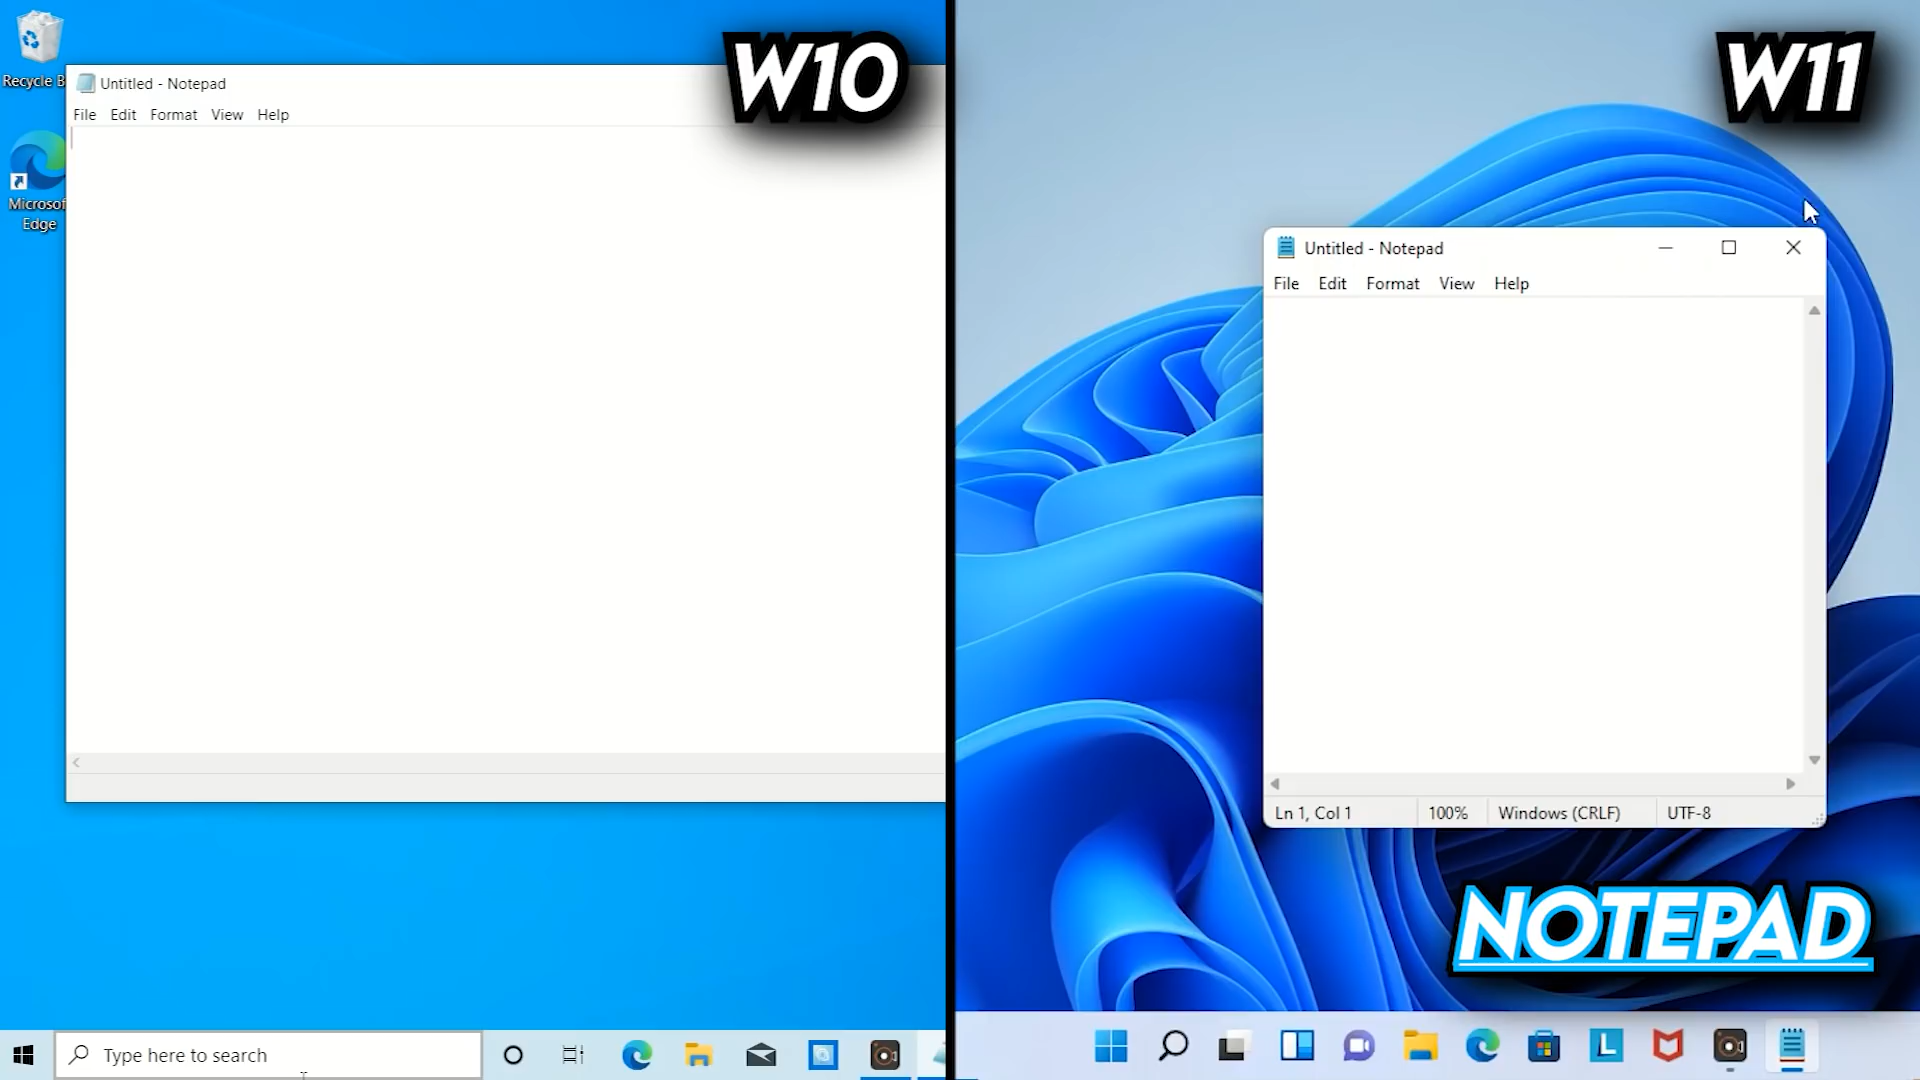 W10
Recycle B
Untitled - Notepad
File Edit Format View Help
Microsof
Edge
Type here to search
W11
Untitled - Notepad
File Edit Format View Help
Ln 1, Col 1 100% Windows (CRLF) UTF-8
NOTEPAD
L